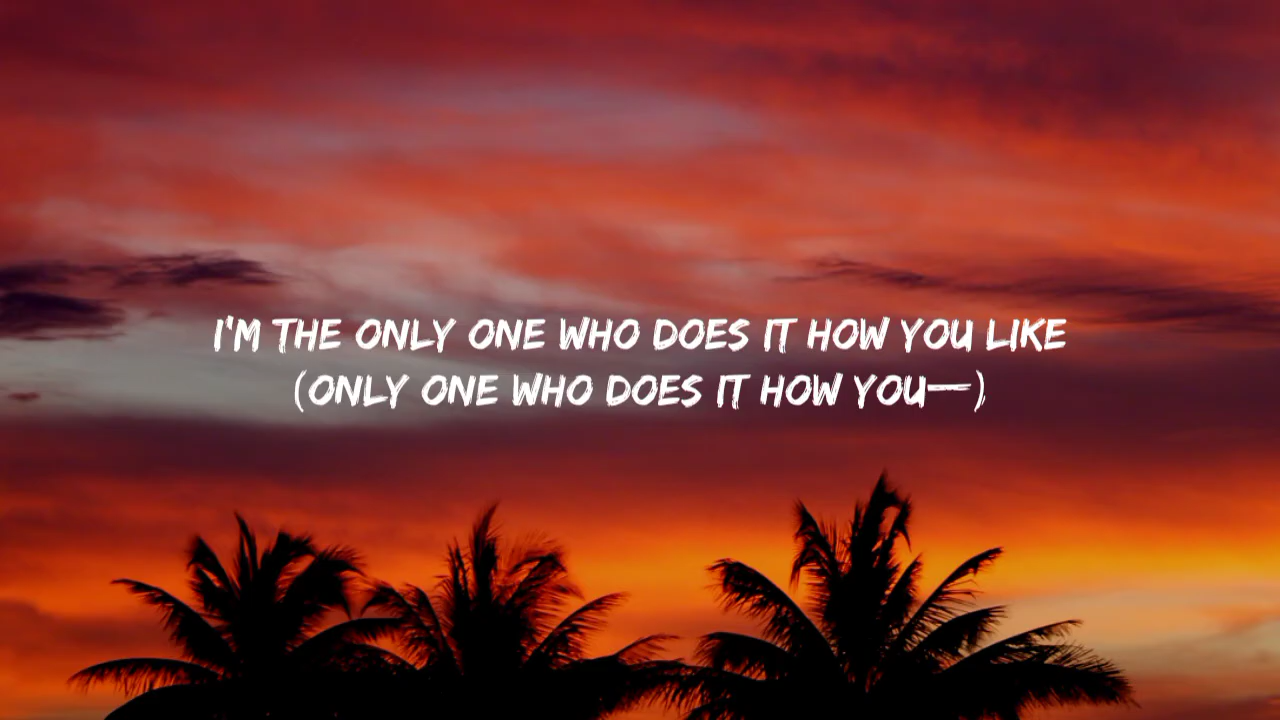 I'M THE ONLY ONE WHO DOES IT HOW YOU LIKE
(ONLY ONE WHO DOES IT HOW YOU—)